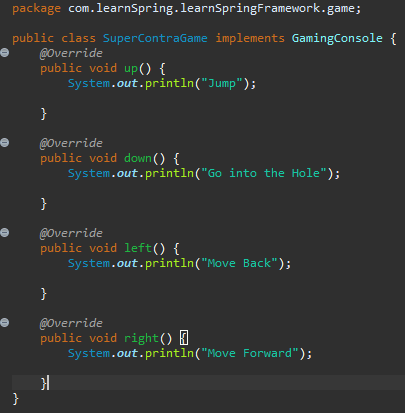 package com.learnSpring.learnSpringFramework.game;
public class SuperContraGame implements GamingConsole {
@Override
public void up() {
System.out.println("Jump");
}
@Override
public void down() {
System.out.println("Go into the Hole");
}
@Override
public void left() {
System.out.println("Move Back");
}
@Override
public void right() {
System.out.println("Move Forward");
}
}